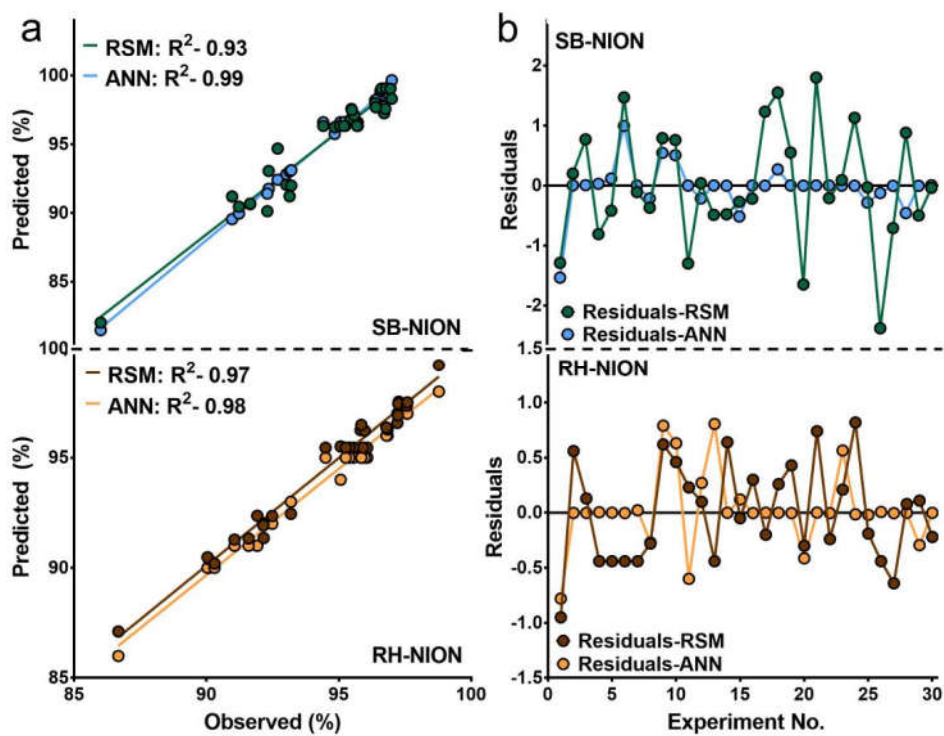 a
RSM: R²- 0.93
ANN: R²- 0.99
100
95
90
85
100
Predicted (%)
SB-NION
RSM: R²- 0.97
ANN: R²- 0.98
95
90
85
Predicted (%)
RH-NION
85
90
95
100
Observed (%)
b
SB-NION
2
1
0
-1
-2
1.5
Residuals
Residuals-RSM
Residuals-ANN
RH-NION
1.0
0.5
0.0
-0.5
-1.0
-1.5
Residuals
Residuals-RSM
Residuals-ANN
0
5
10
15
20
25
30
Experiment No.